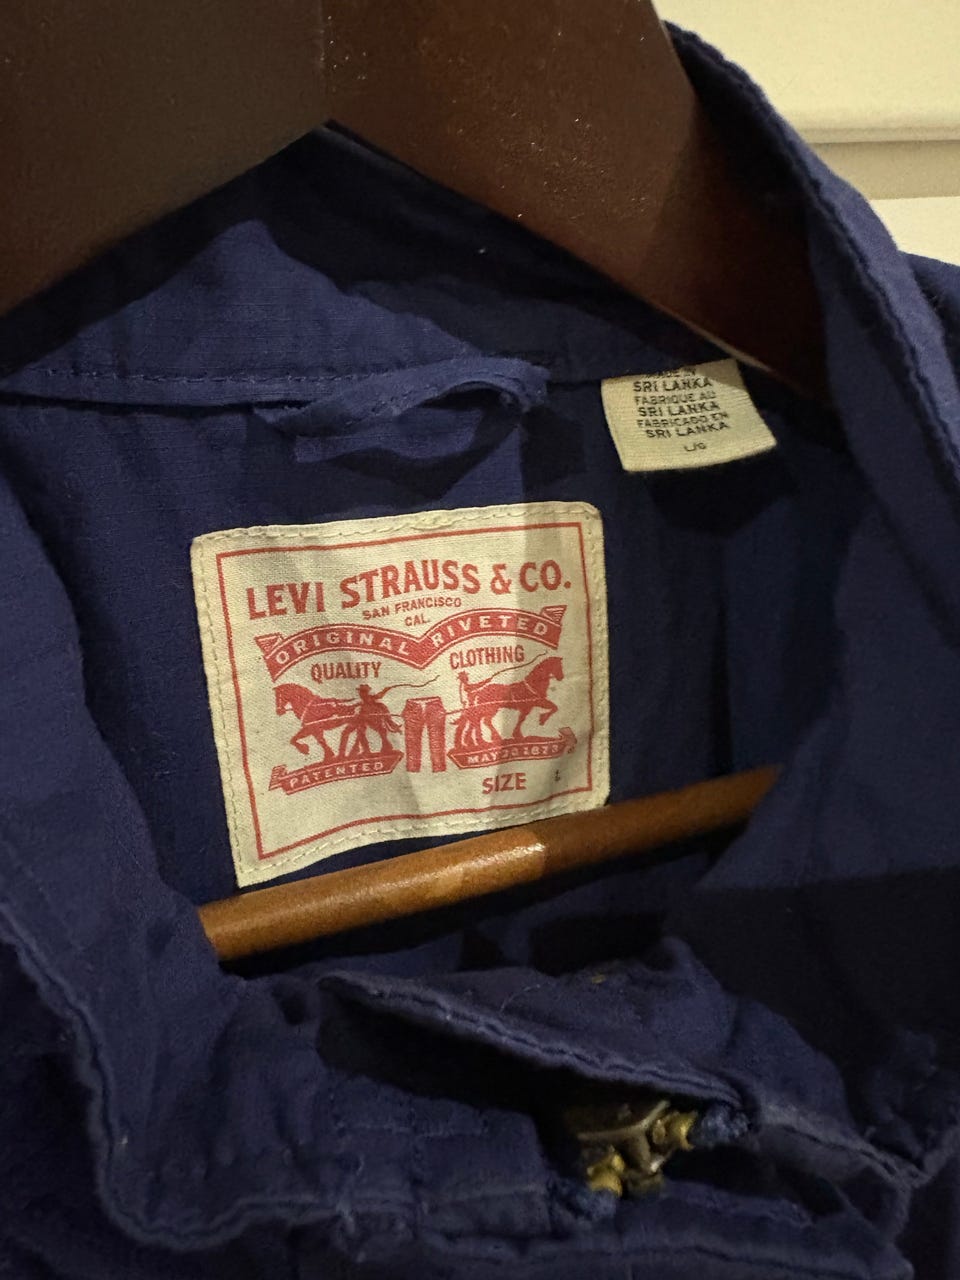 MADE IN
SRI LANKA
FABRIQUE AU
SRI LANKA
FABRICADO EN
SRI LANKA
L/G
LEVI STRAUSS & CO.
SAN FRANCISCO
CAL.
ORIGINAL RIVETED
QUALITY CLOTHING
PATENTED MAY 20 1873
SIZE L